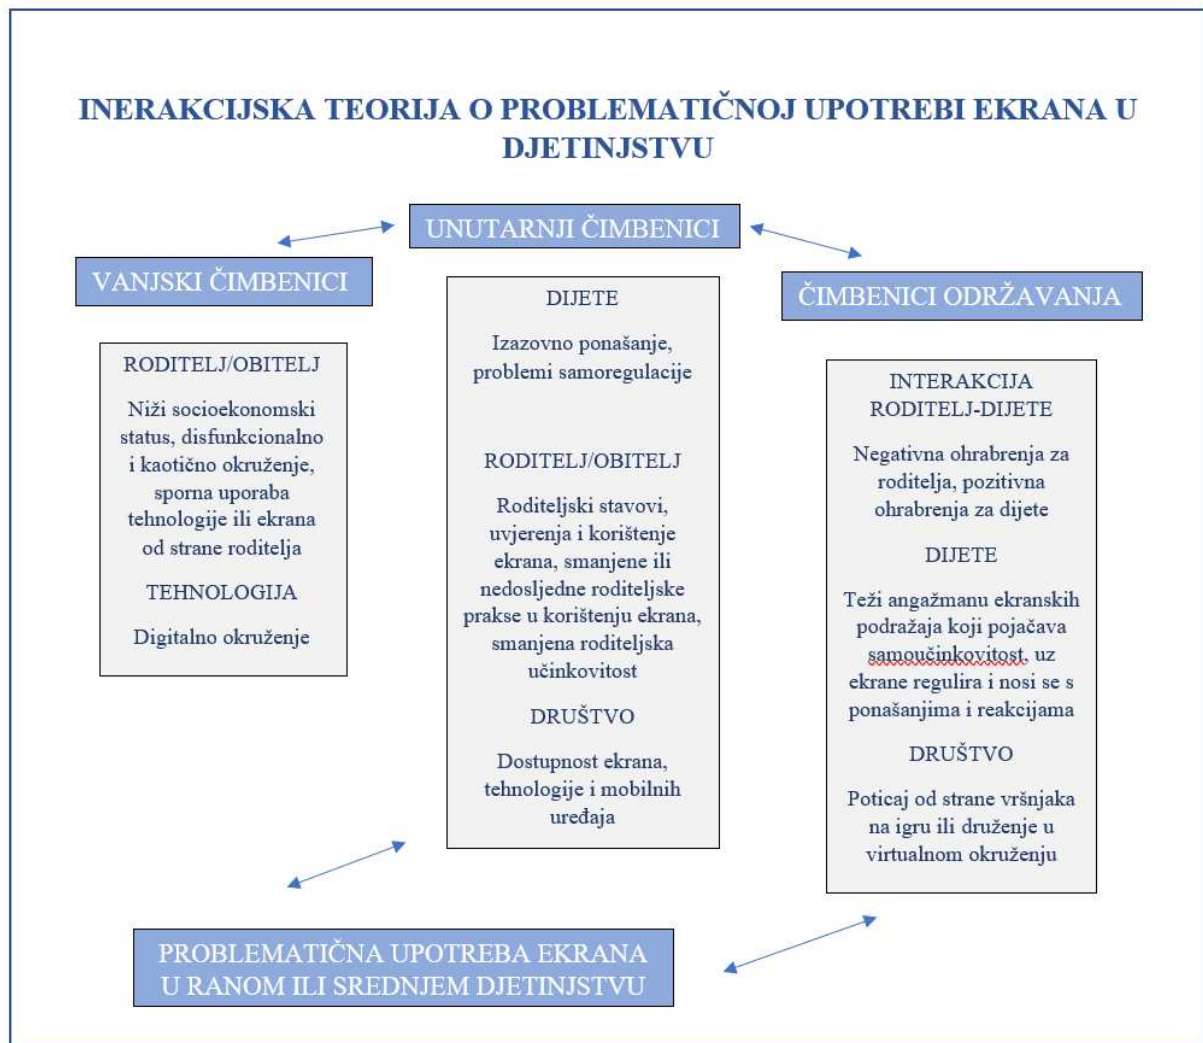 INERAKCIJSKA TEORIJA O PROBLEMATIČNOJ UPOTREBI EKRANA U
DJETINJSTVU
UNUTARNJI ČIMBENICI
VANJSKI ČIMBENICI
ČIMBENICI ODRŽAVANJA
RODITELJ/OBITELJ
Niži socioekonomski
status, disfunkcionalno
i kaotično okruženje,
sporna uporaba
tehnologije ili ekrana
od strane roditelja
TEHNOLOGIJA
Digitalno okruženje
DIJETE
Izazovno ponašanje,
problemi samoregulacije
RODITELJ/OBITELJ
Roditeljski stavovi,
uvjerenja i korištenje
ekrana, smanjene ili
nedosljedne roditeljske
prakse u korištenju ekrana,
smanjena roditeljska
učinkovitost
DRUŠTVO
Dostupnost ekrana,
tehnologije i mobilnih
uređaja
INTERAKCIJA
RODITELJ-DIJETE
Negativna ohrabrenja za
roditelja, pozitivna
ohrabrenja za dijete
DIJETE
Teži angažmanu ekranskih
podražaja koji pojačava
samoučinkovitost, uz
ekrane regulira i nosi se s
ponašanjima i reakcijama
DRUŠTVO
Poticaj od strane vršnjaka
na igru ili druženje u
virtualnom okruženju
PROBLEMATIČNA UPOTREBA EKRANA
U RANOM ILI SREDNJEM DJETINJSTVU